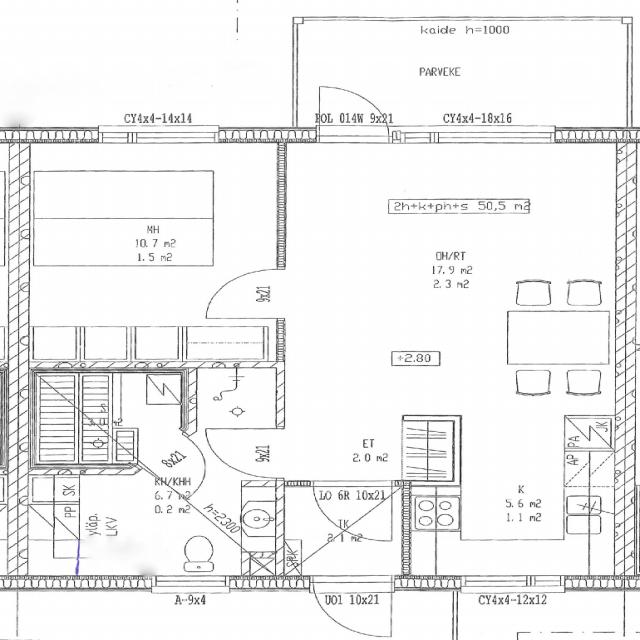 kaide h=1000
PARVEKE
CY4x4-14x14
POL 014W 9x21
CY4x4-18x16
2h+k+ph+s 50,5 m2
MH
10.7 m2
1.5 m2
OH/RT
17.9 m2
2.3 m2
9x21
+2.80
8x21
9x21
ET
2.0 m2
JK
PA
AP
KH/KHH
6.7 m2
0.2 m2
SK
PP
yläp.
LKV
h=2300
LO 6R 10x21
TK
2.1 m2
K
5.6 m2
1.1 m2
A-9x4
UO1 10x21
CY4x4-12x12